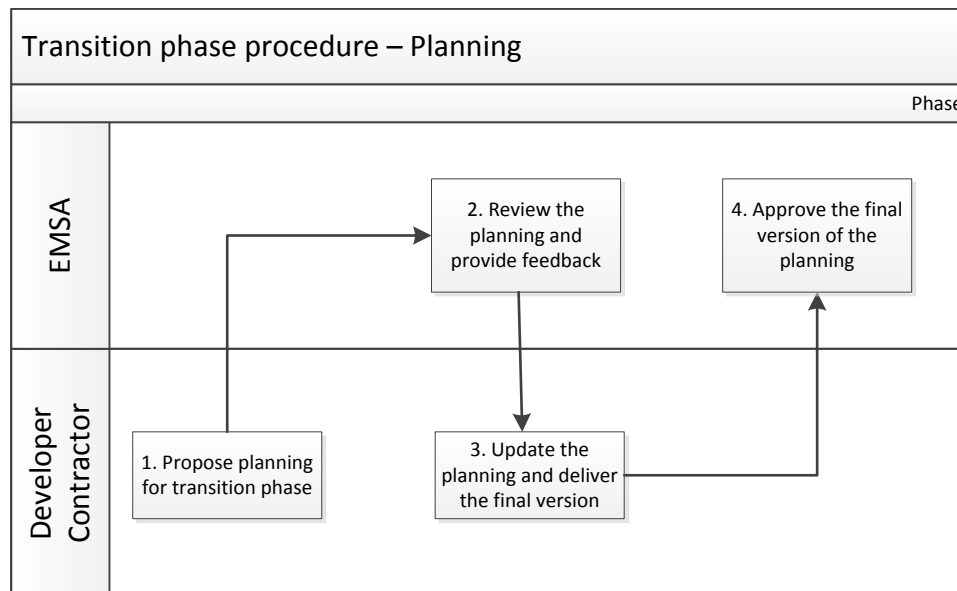 Transition phase procedure – Planning
Phase
EMSA
2. Review the
planning and
provide feedback
4. Approve the final
version of the
planning
Developer
Contractor
1. Propose planning
for transition phase
3. Update the
planning and deliver
the final version